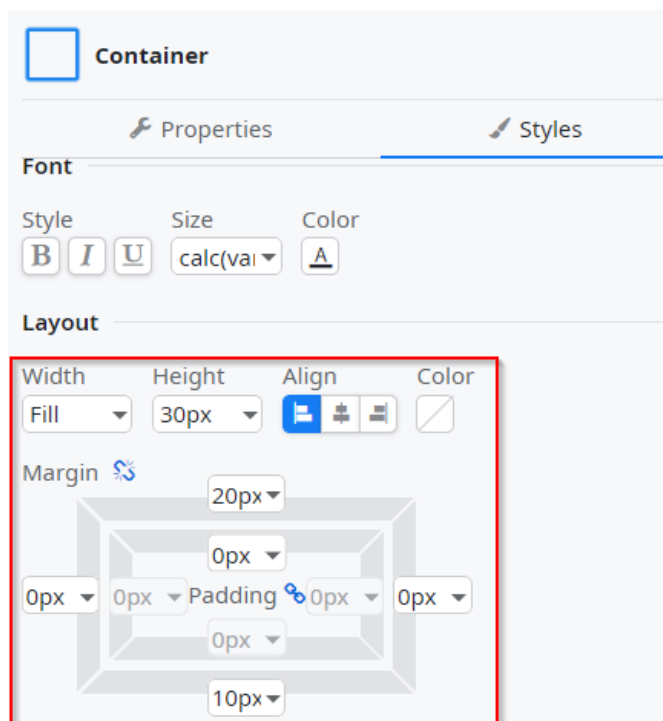 Container
Properties Styles
Font
Style Size Color
B I U calc(var A
Layout
Width Height Align Color
Fill 30px
Margin
20px
0px
0px 0px Padding 0px 0px
0px
10px